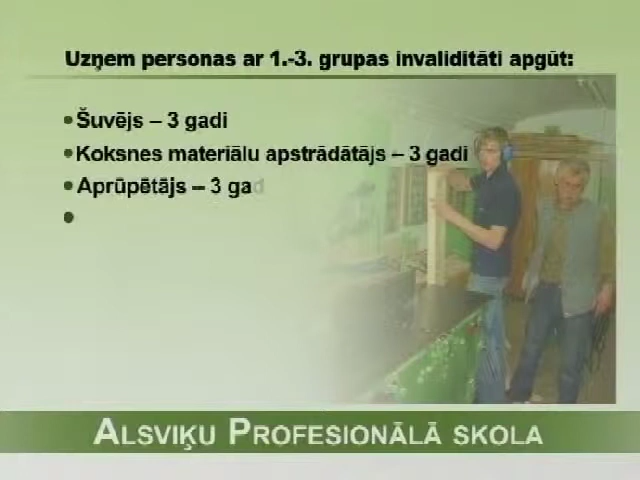 Uzņem personas ar 1.-3. grupas invaliditāti apgūt:
•Šuvējs – 3 gadi
•Koksnes materiālu apstrādātājs – 3 gadi
•Aprūpētājs – 3 gad
•
ALSVIĶU PROFESIONĀLĀ SKOLA